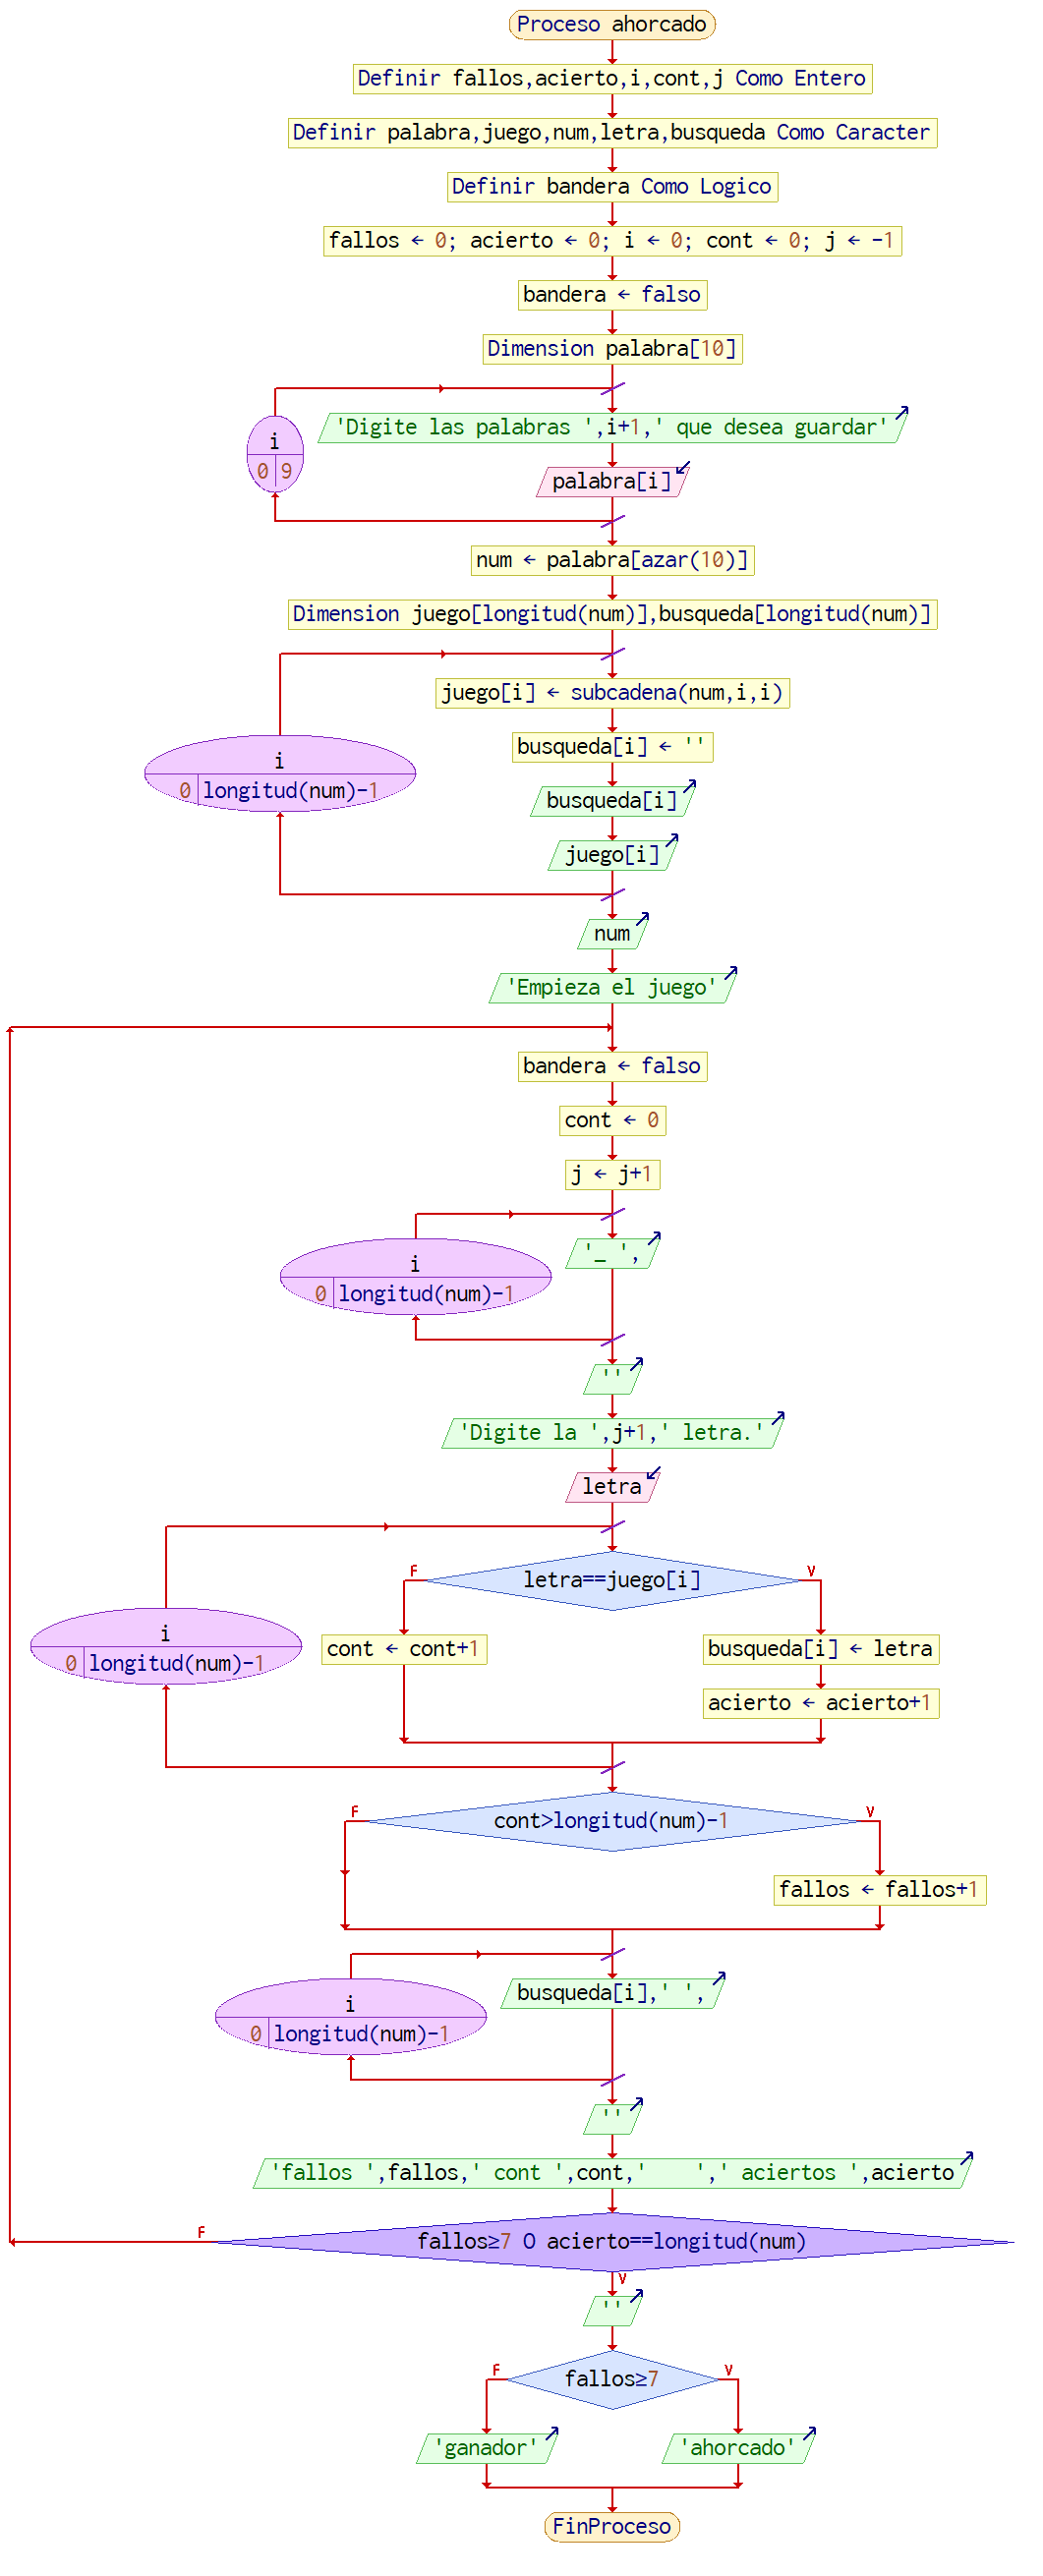 Proceso ahorcado
Definir fallos,acierto,i,cont,j Como Entero
Definir palabra,juego,num,letra,busqueda Como Caracter
Definir bandera Como Logico
fallos ← 0; acierto ← 0; i ← 0; cont ← 0; j ← -1
bandera ← falso
Dimension palabra[10]
'Digite las palabras ',i+1,' que desea guardar'
i
0 9
palabra[i]
num ← palabra[azar(10)]
Dimension juego[longitud(num)],busqueda[longitud(num)]
juego[i] ← subcadena(num,i,i)
busqueda[i] ← ''
i
0 longitud(num)-1
busqueda[i]
juego[i]
num
'Empieza el juego'
bandera ← falso
cont ← 0
j ← j+1
'_ ',
i
0 longitud(num)-1
''
'Digite la ',j+1,' letra.'
letra
F V
letra==juego[i]
i
0 longitud(num)-1
cont ← cont+1
busqueda[i] ← letra
acierto ← acierto+1
F V
cont>longitud(num)-1
fallos ← fallos+1
busqueda[i],' ',
i
0 longitud(num)-1
''
'fallos ',fallos,' cont ',cont,'    ',' aciertos ',acierto
F
fallos≥7 O acierto==longitud(num)
V
''
F V
fallos≥7
'ganador' 'ahorcado'
FinProceso